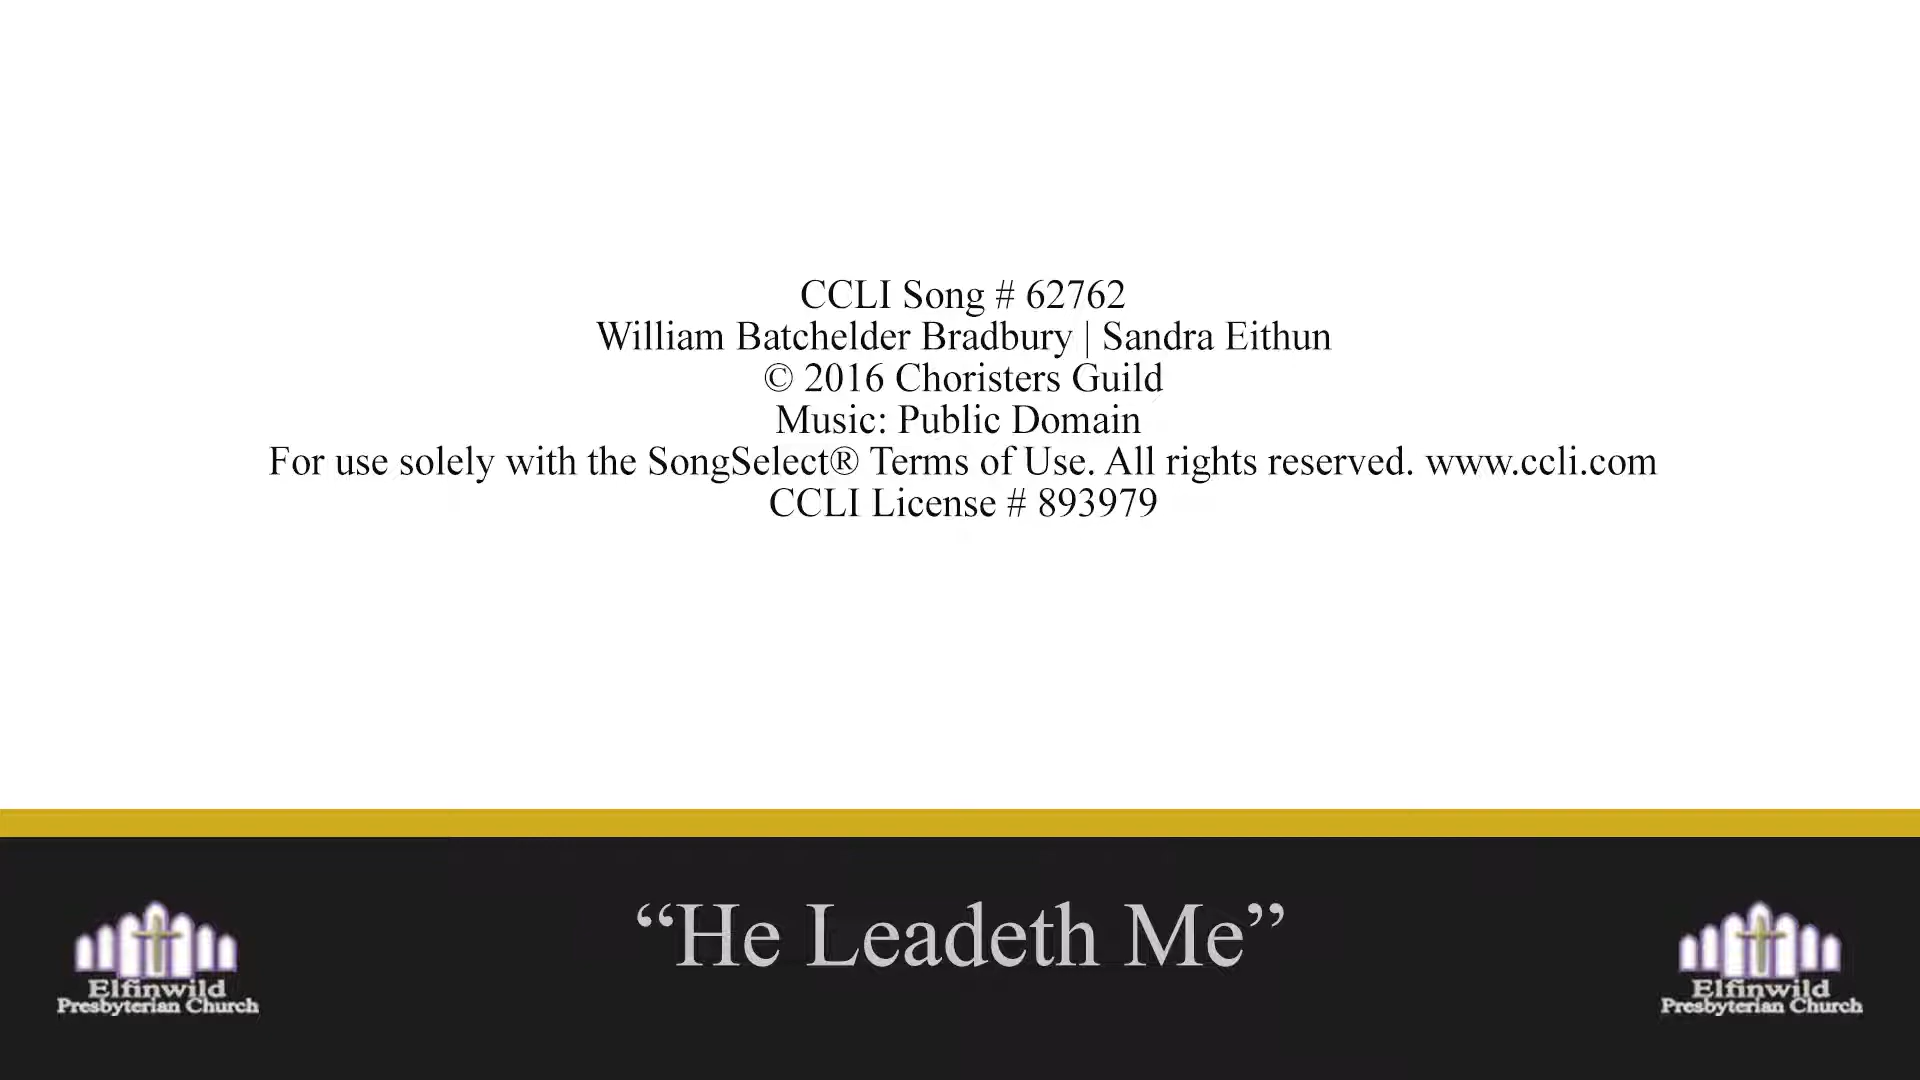 CCLI Song # 62762
William Batchelder Bradbury | Sandra Eithun
© 2016 Choristers Guild
Music: Public Domain
For use solely with the SongSelect® Terms of Use. All rights reserved. www.ccli.com
CCLI License # 893979
“He Leadeth Me”
Elfinwild
Presbyterian Church
Elfinwild
Presbyterian Church